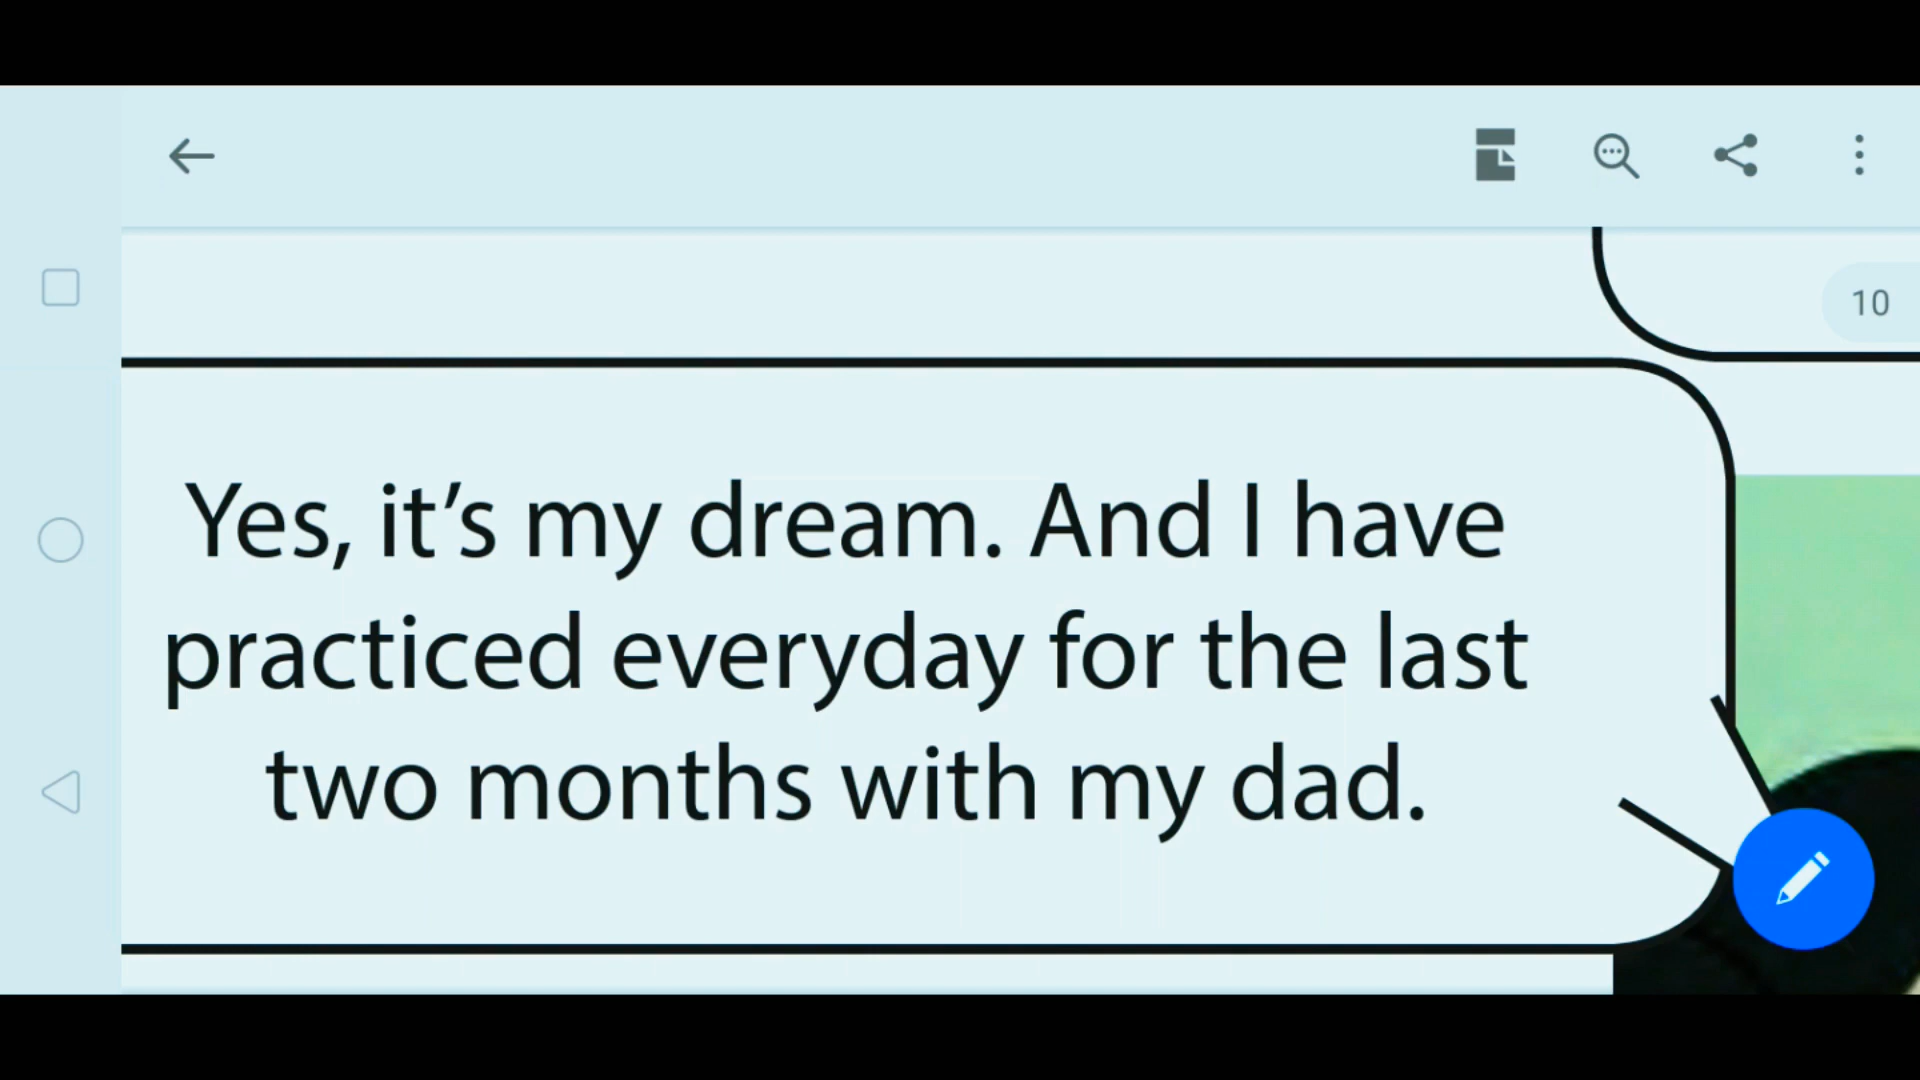 10
Yes, it’s my dream. And I have
practiced everyday for the last
two months with my dad.